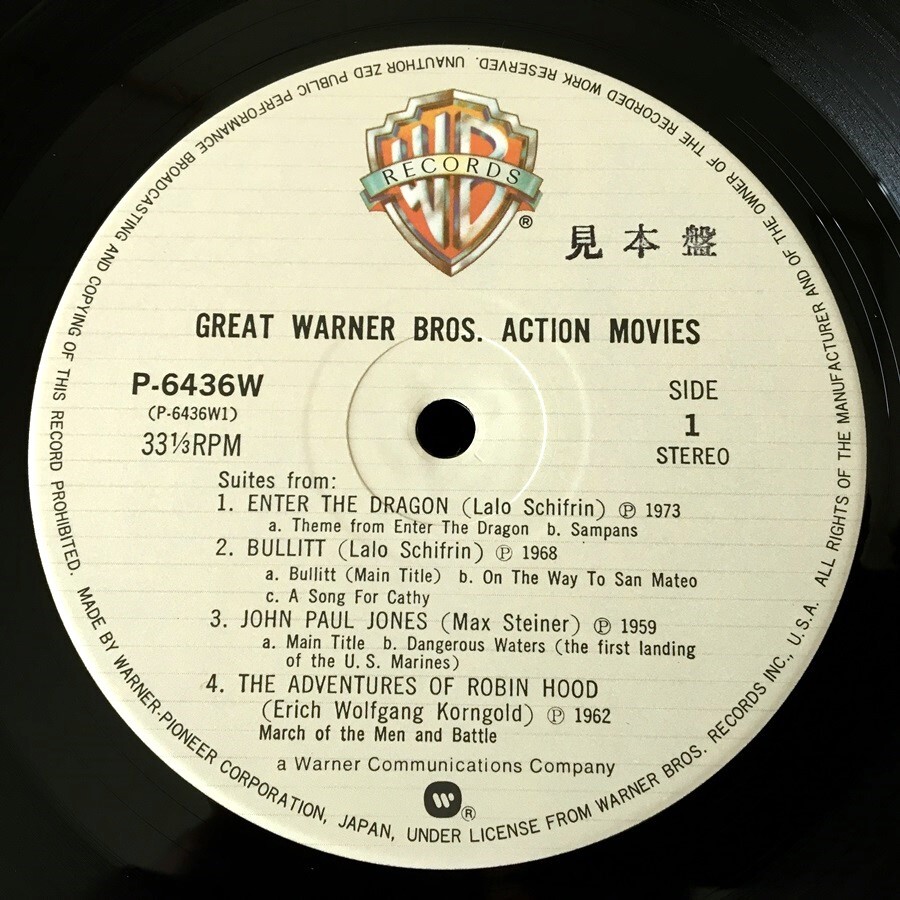 WB
RECORDS
®
見本盤
GREAT WARNER BROS. ACTION MOVIES
P-6436W
(P-6436W1)
33⅓RPM
SIDE
1
STEREO
Suites from:
1. ENTER THE DRAGON (Lalo Schifrin) ℗ 1973
a. Theme from Enter The Dragon b. Sampans
2. BULLITT (Lalo Schifrin) ℗ 1968
a. Bullitt (Main Title) b. On The Way To San Mateo
c. A Song For Cathy
3. JOHN PAUL JONES (Max Steiner) ℗ 1959
a. Main Title b. Dangerous Waters (the first landing
of the U.S. Marines)
4. THE ADVENTURES OF ROBIN HOOD
(Erich Wolfgang Korngold) ℗ 1962
March of the Men and Battle
a Warner Communications Company
®
MADE BY WARNER-PIONEER CORPORATION, JAPAN, UNDER LICENSE FROM WARNER BROS. RECORDS INC., U.S.A. ALL RIGHTS OF THE MANUFACTURER AND OF THE OWNER OF THE RECORDED WORK RESERVED. UNAUTHOR ZED PUBLIC PERFORMANCE BROADCASTING AND COPYING OF THIS RECORD PROHIBITED.